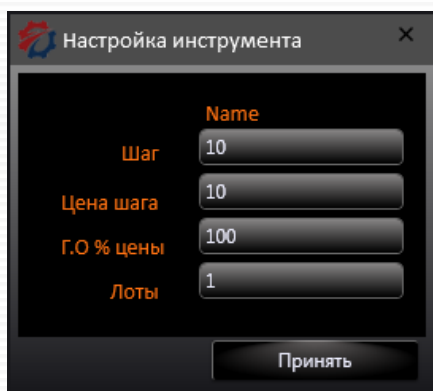 Настройка инструмента
Name
Шаг 10
Цена шага 10
Г.О % цены 100
Лоты 1
Принять